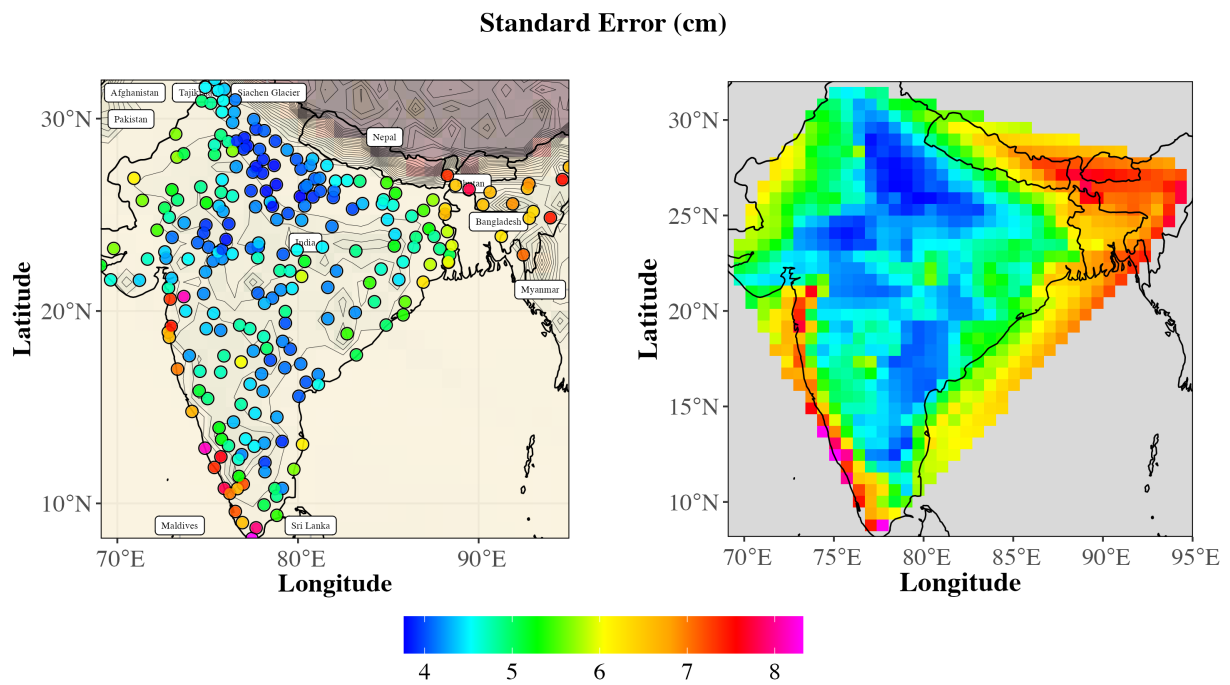 Standard Error (cm)
Afghanistan
Siachen Glacier
Pakistan
Nepal
Bangladesh
India
Myanmar
Maldives
Sri Lanka
30°N
20°N
10°N
Latitude
70°E 80°E 90°E
Longitude
30°N
25°N
20°N
15°N
10°N
Latitude
70°E 75°E 80°E 85°E 90°E 95°E
Longitude
4 5 6 7 8